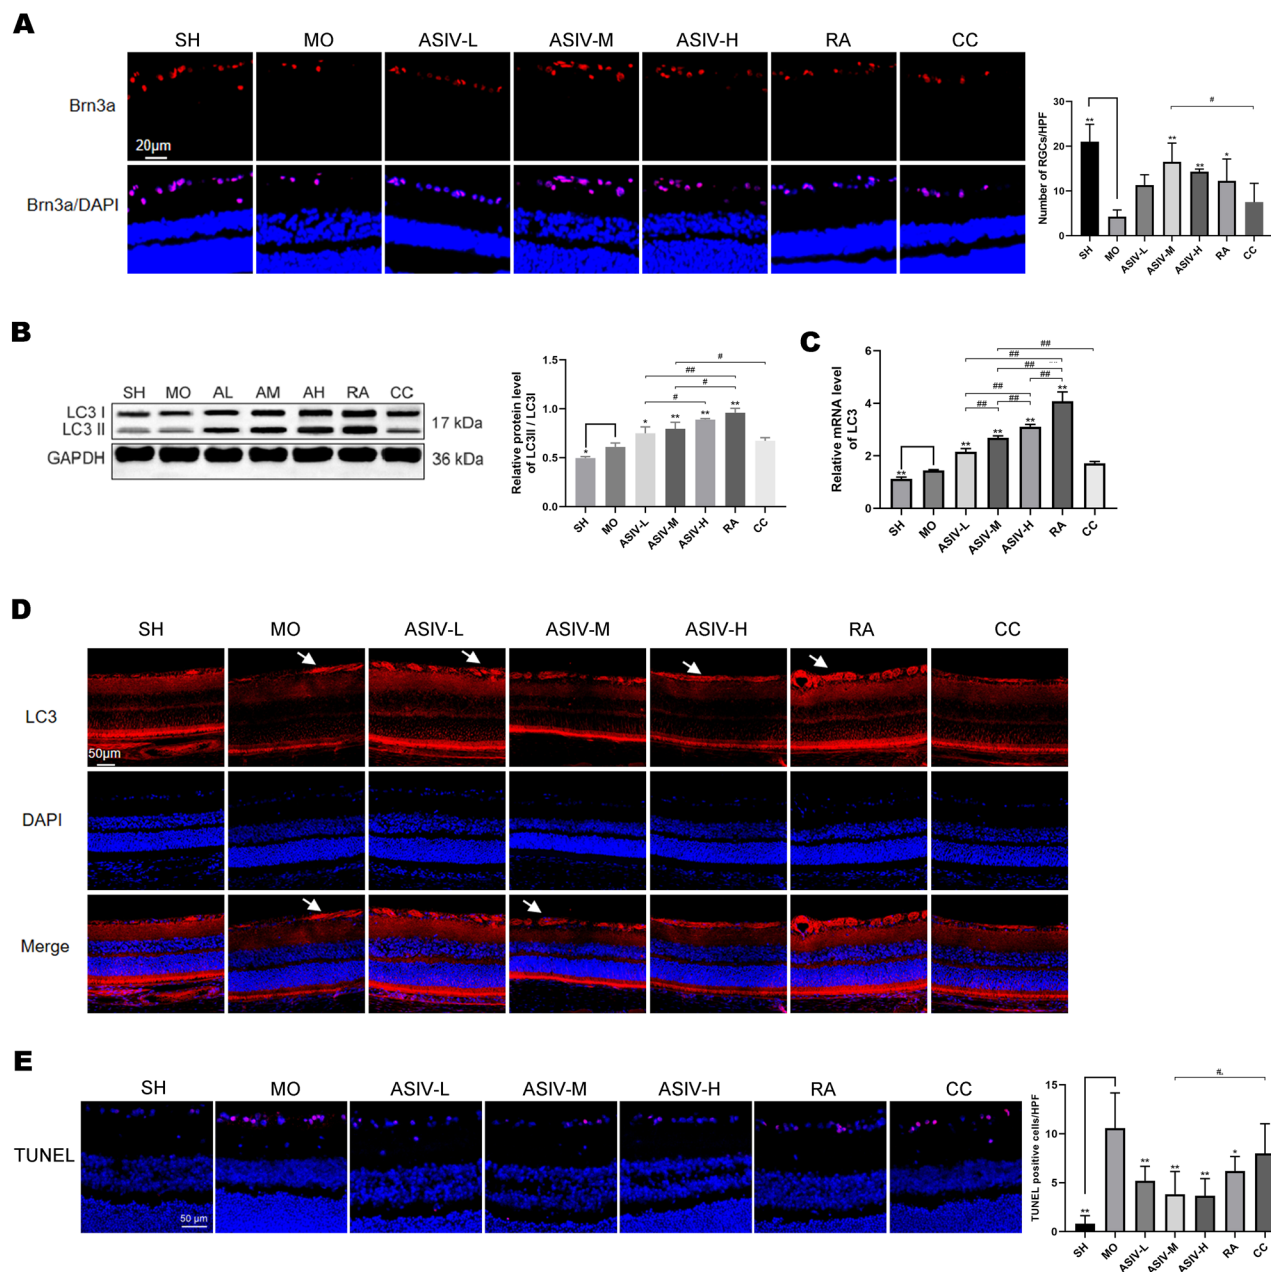 A
SH MO ASIV-L ASIV-M ASIV-H RA CC
Brn3a
20μm
Brn3a/DAPI
Number of RGCs/HPF
30
20
10
0
** ** ** * #
SH MO ASIV-L ASIV-M ASIV-H RA CC
B
SH MO AL AM AH RA CC
LC3 I
LC3 II
17 kDa
GAPDH
36 kDa
Relative protein level
of LC3II / LC3I
1.5
1.0
0.5
0.0
#
##
#
#
* * ** ** **
SH MO ASIV-L ASIV-M ASIV-H RA CC
C
Relative mRNA level
of LC3
6
4
2
0
##
##
##
##
##
## ##
** ** ** ** **
SH MO ASIV-L ASIV-M ASIV-H RA CC
D
SH MO ASIV-L ASIV-M ASIV-H RA CC
LC3
50μm
DAPI
Merge
E
SH MO ASIV-L ASIV-M ASIV-H RA CC
TUNEL
50 μm
TUNEL positive cells/HPF
15
10
5
0
#
** ** ** ** *
SH MO ASIV-L ASIV-M ASIV-H RA CC